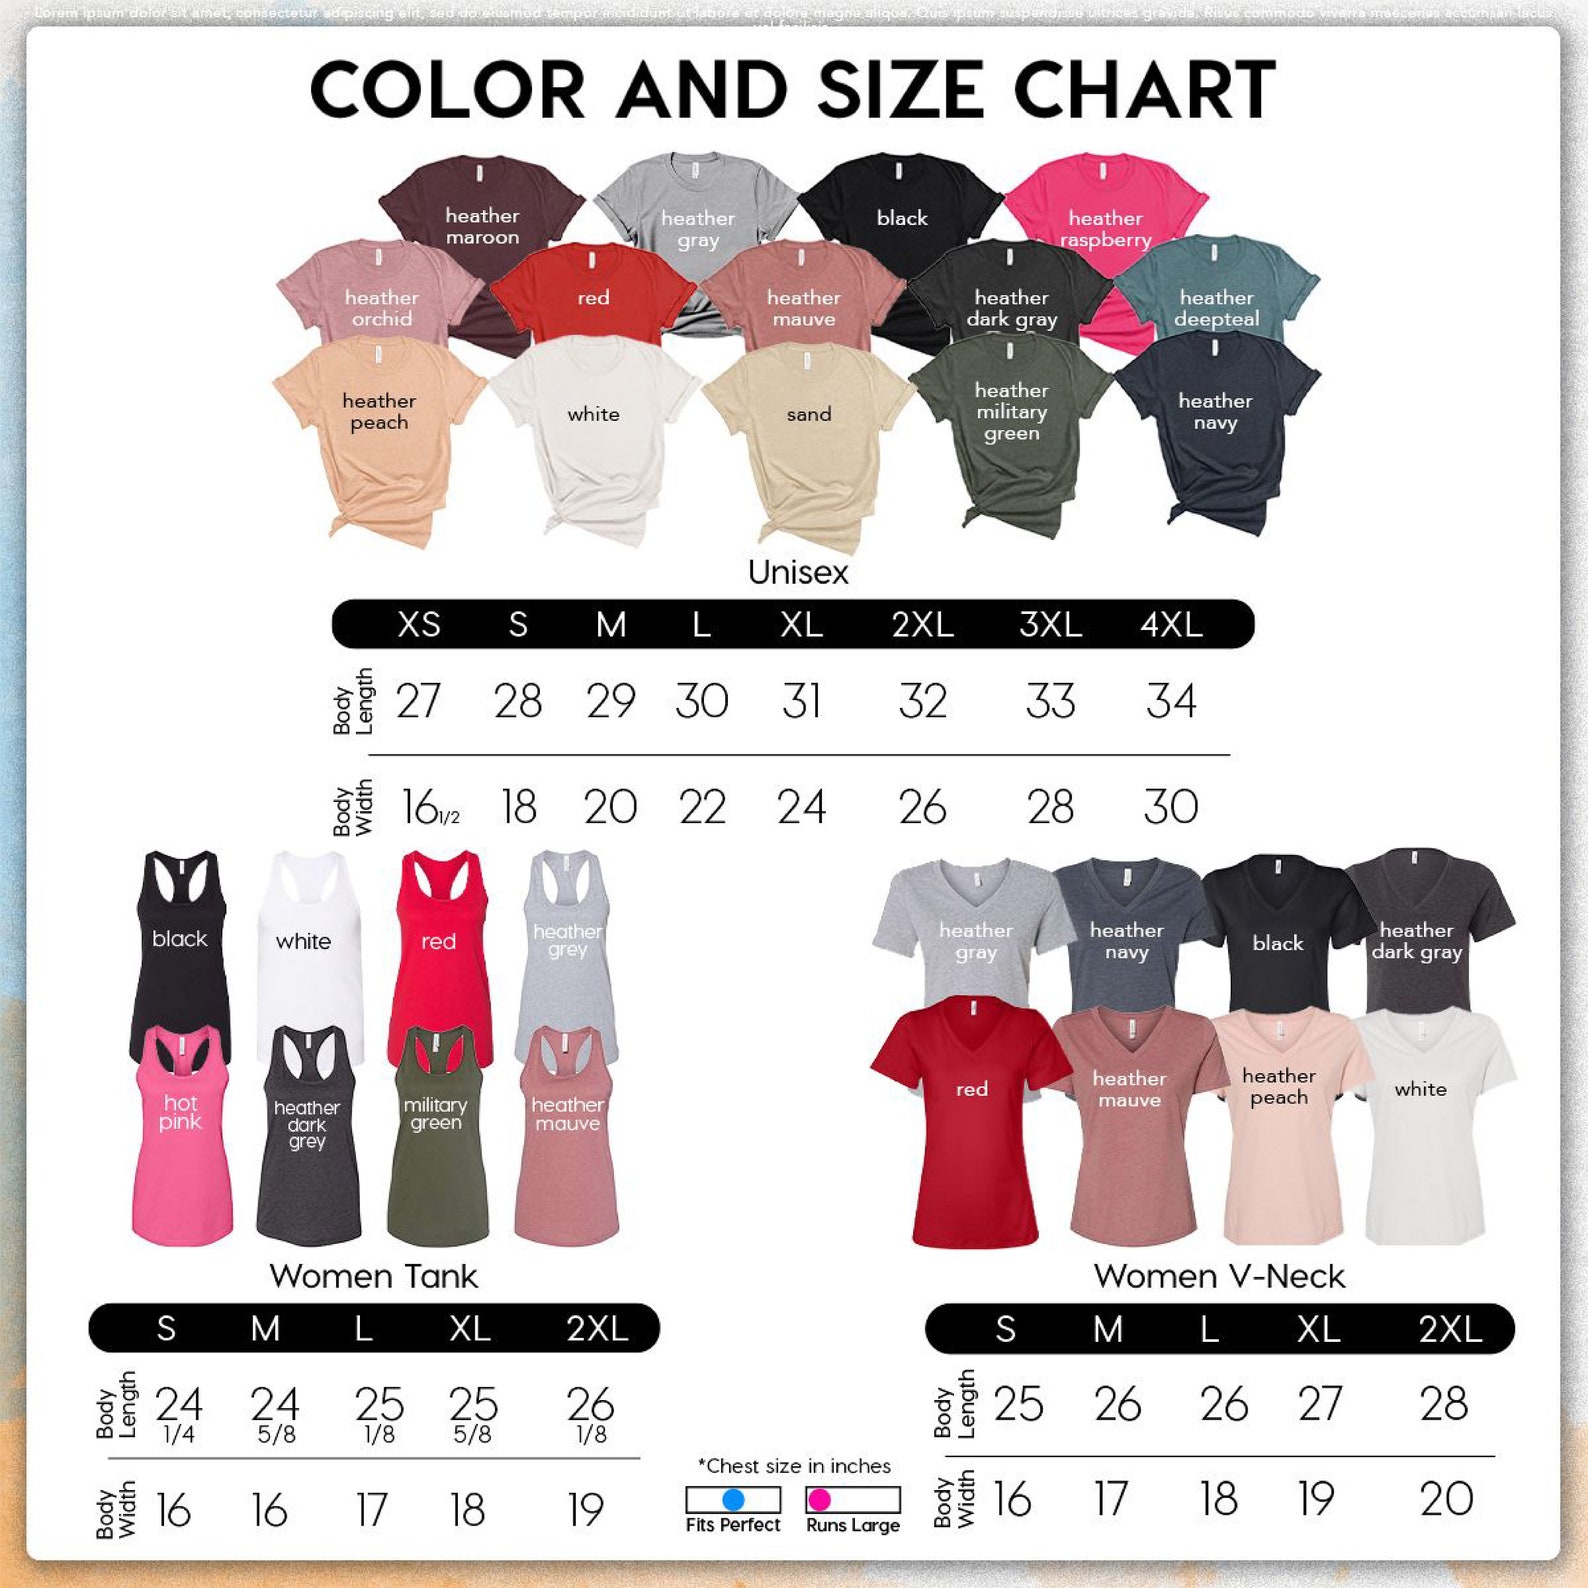 Lorem ipsum dolor sit amet, consectetur adipiscing elit, sed do eiusmod tempor incididunt ut labore et dolore magna aliqua. Quis ipsum suspendisse ultrices gravida. Risus commodo viverra maecenas accumsan lacus
vel facilisis
COLOR AND SIZE CHART
heather
maroon
heather
gray
black
heather
raspberry
heather
orchid
red
heather
mauve
heather
dark gray
heather
deepteal
heather
peach
white
sand
heather
military
green
heather
navy
Unisex
XS S M L XL 2XL 3XL 4XL
Body
Length
27 28 29 30 31 32 33 34
Body
Width
16 1/2 18 20 22 24 26 28 30
black
white
red
heather
grey
hot
pink
heather
dark
grey
military
green
heather
mauve
Women Tank
S M L XL 2XL
Body
Length
24 24 25 25 26
1/4 5/8 1/8 5/8 1/8
Body
Width
16 16 17 18 19
*Chest size in inches
Fits Perfect Runs Large
heather
gray
heather
navy
black
heather
dark gray
red
heather
mauve
heather
peach
white
Women V-Neck
S M L XL 2XL
Body
Length
25 26 26 27 28
Body
Width
16 17 18 19 20